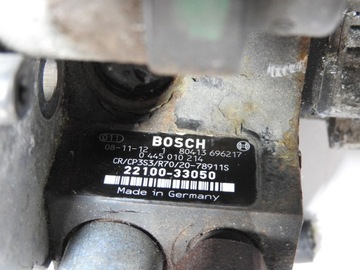 BOSCH
08-11-12 1 80413 696217
0 445 010 214
CR/CP3S3/R70/20-78911S
22100-33050
Made in Germany